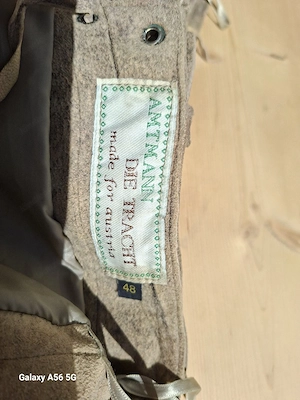 AMTMANN
DIE TRACHT
made for austria
48
Galaxy A56 5G